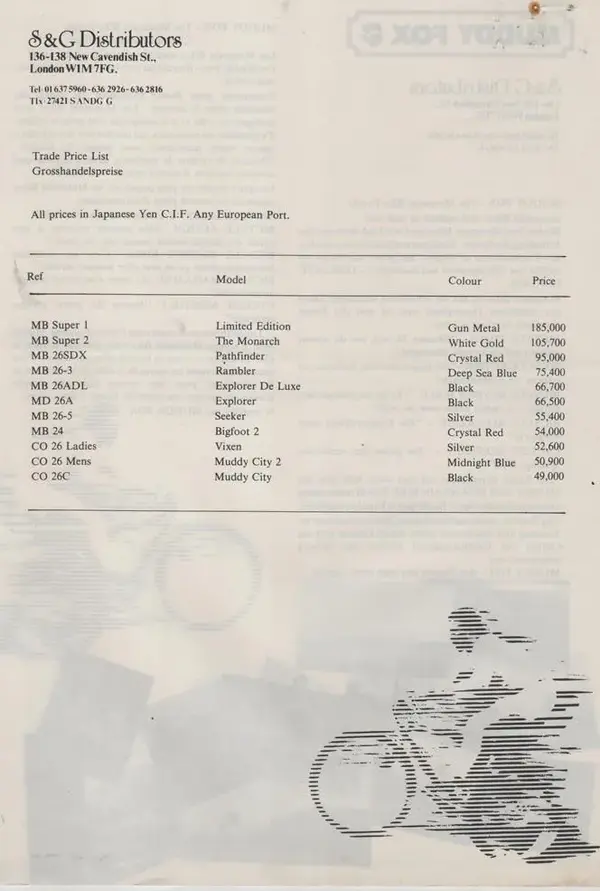 S&G Distributors
136-138 New Cavendish St.,
London W1M 7FG.
Tel: 01 637 5960 - 636 2926 - 636 2816
Tlx 27421 SANDG G
Trade Price List
Grosshandelspreise
All prices in Japanese Yen C.I.F. Any European Port.
Ref Model Colour Price
MB Super 1 Limited Edition Gun Metal 185,000
MB Super 2 The Monarch White Gold 105,700
MB 26SDX Pathfinder Crystal Red 95,000
MB 26-3 Rambler Deep Sea Blue 75,400
MB 26ADL Explorer De Luxe Black 66,700
MD 26A Explorer Black 66,500
MB 26-5 Seeker Silver 55,400
MB 24 Bigfoot 2 Crystal Red 54,000
CO 26 Ladies Vixen Silver 52,600
CO 26 Mens Muddy City 2 Midnight Blue 50,900
CO 26C Muddy City Black 49,000